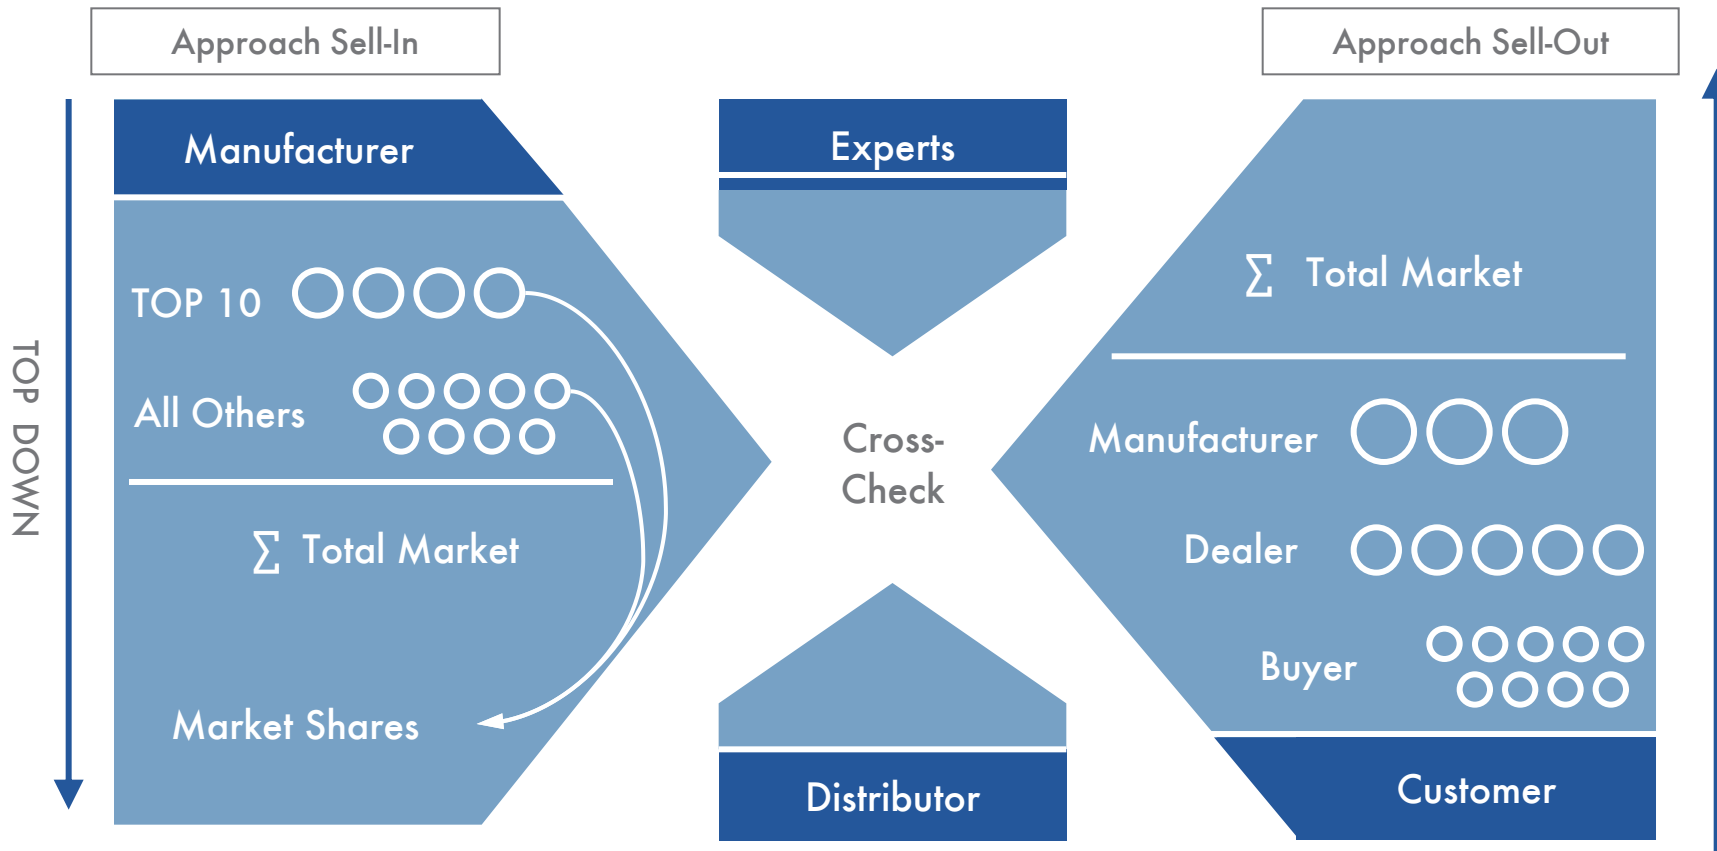 Approach Sell-In
Approach Sell-Out
TOP DOWN
Manufacturer
TOP 10
All Others
∑ Total Market
Market Shares
Experts
Cross-
Check
Distributor
∑ Total Market
Manufacturer
Dealer
Buyer
Customer